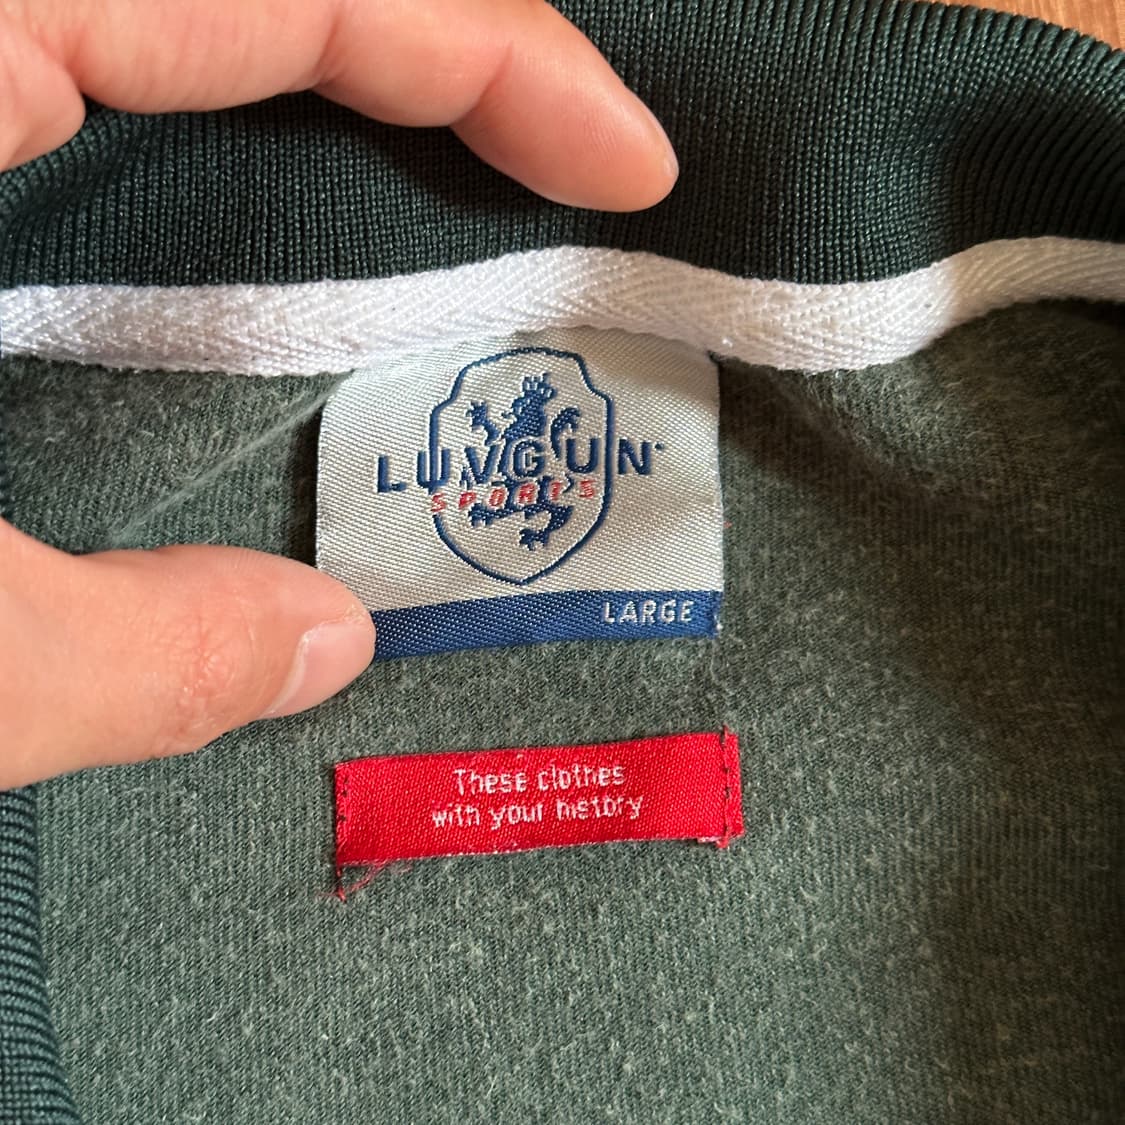 LUVGUN
SPORTS
LARGE
These clothes
with your history